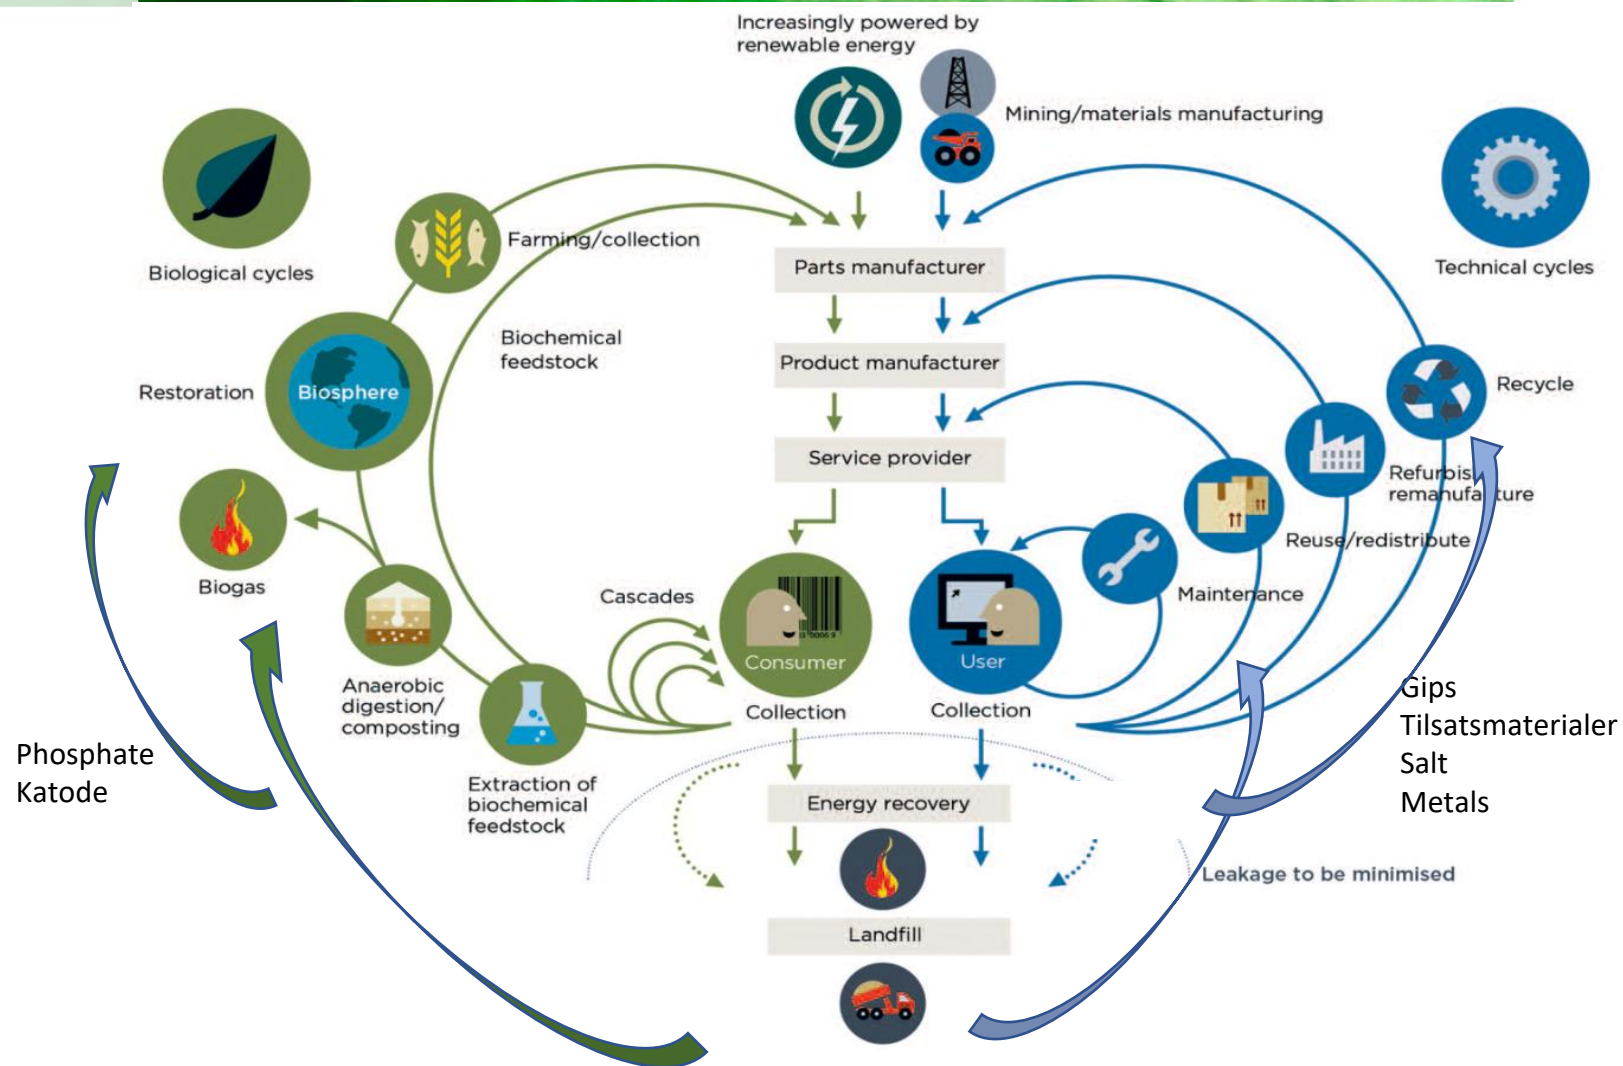 Increasingly powered by
renewable energy
Mining/materials manufacturing
Biological cycles
Technical cycles
Farming/collection
Parts manufacturer
Biochemical
feedstock
Product manufacturer
Restoration
Biosphere
Recycle
Service provider
Refurbish/
remanufacture
Reuse/redistribute
Biogas
Cascades
Maintenance
Consumer
User
Anaerobic
digestion/
composting
Collection
Collection
Gips
Tilsatsmaterialer
Salt
Metals
Phosphate
Katode
Extraction of
biochemical
feedstock
Energy recovery
Leakage to be minimised
Landfill